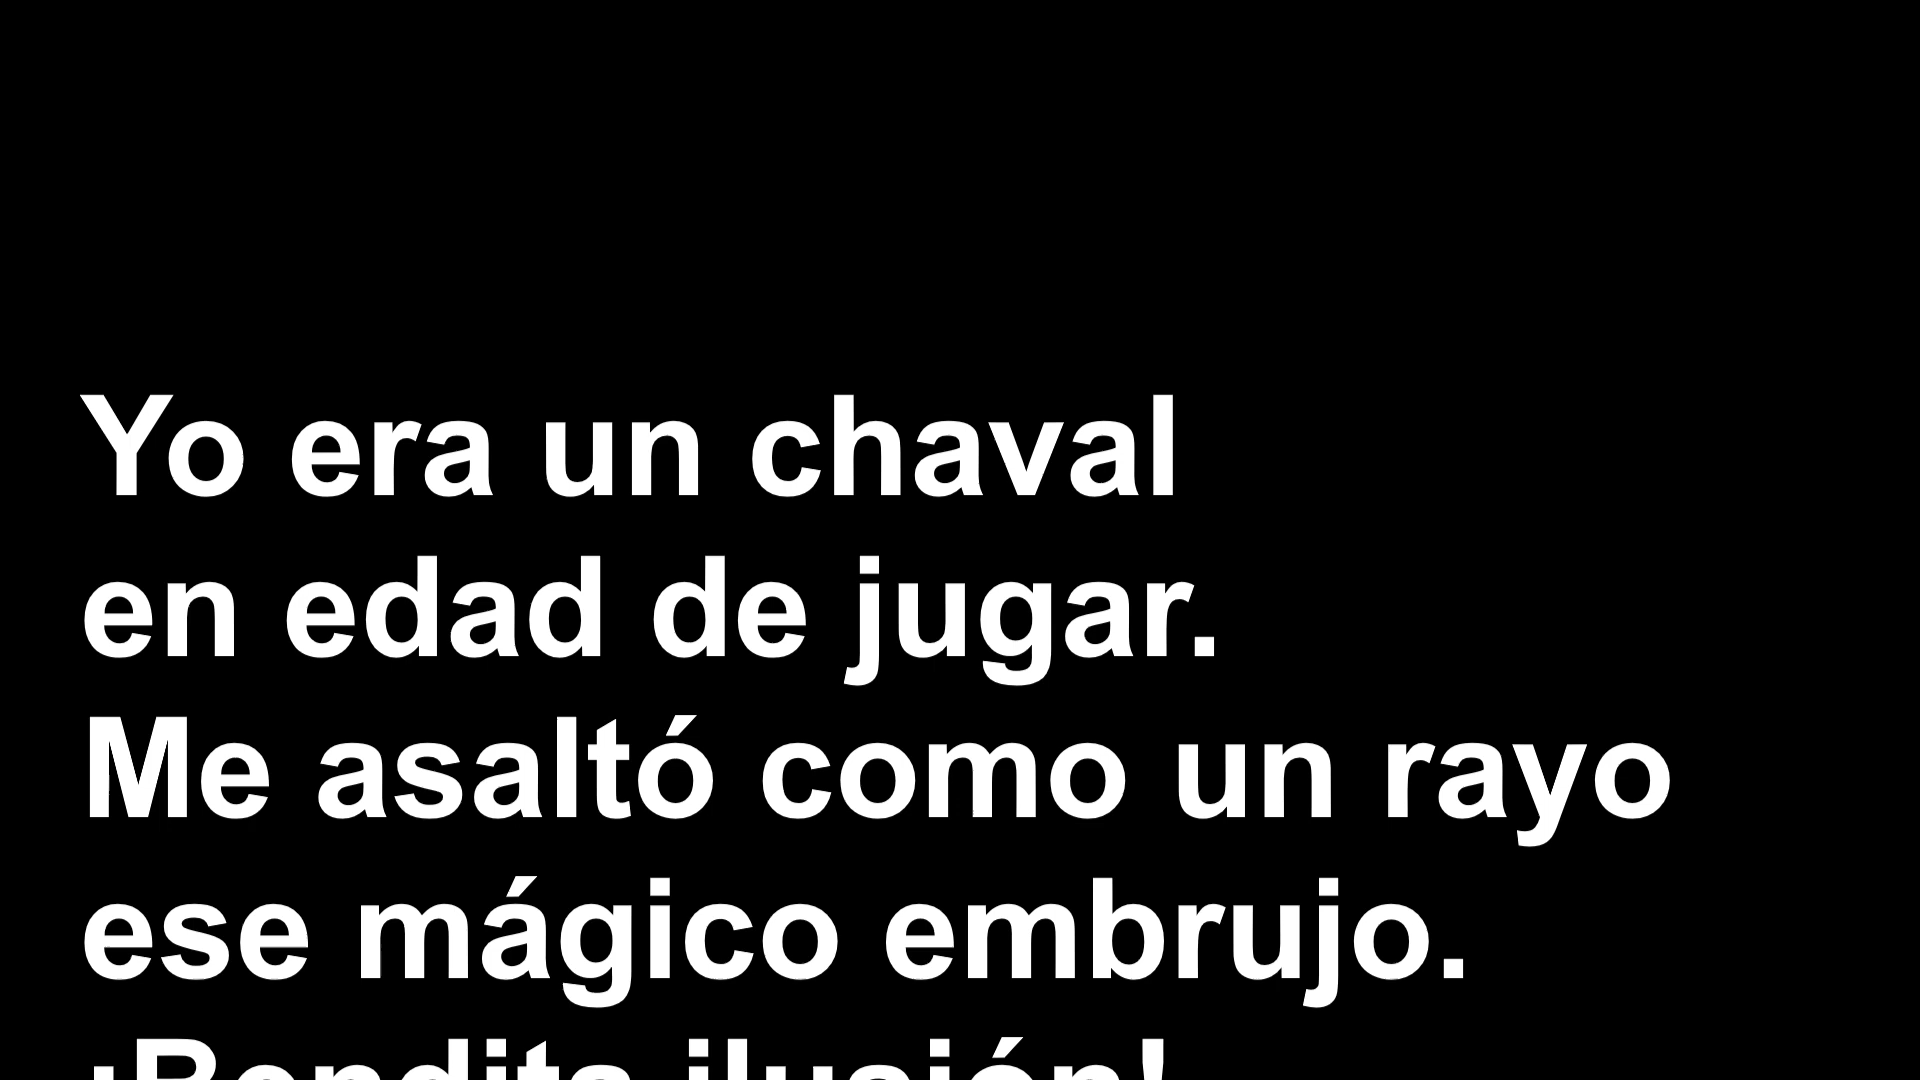 Yo era un chaval
en edad de jugar.
Me asaltó como un rayo
ese mágico embrujo.
¡Bendita ilusión!